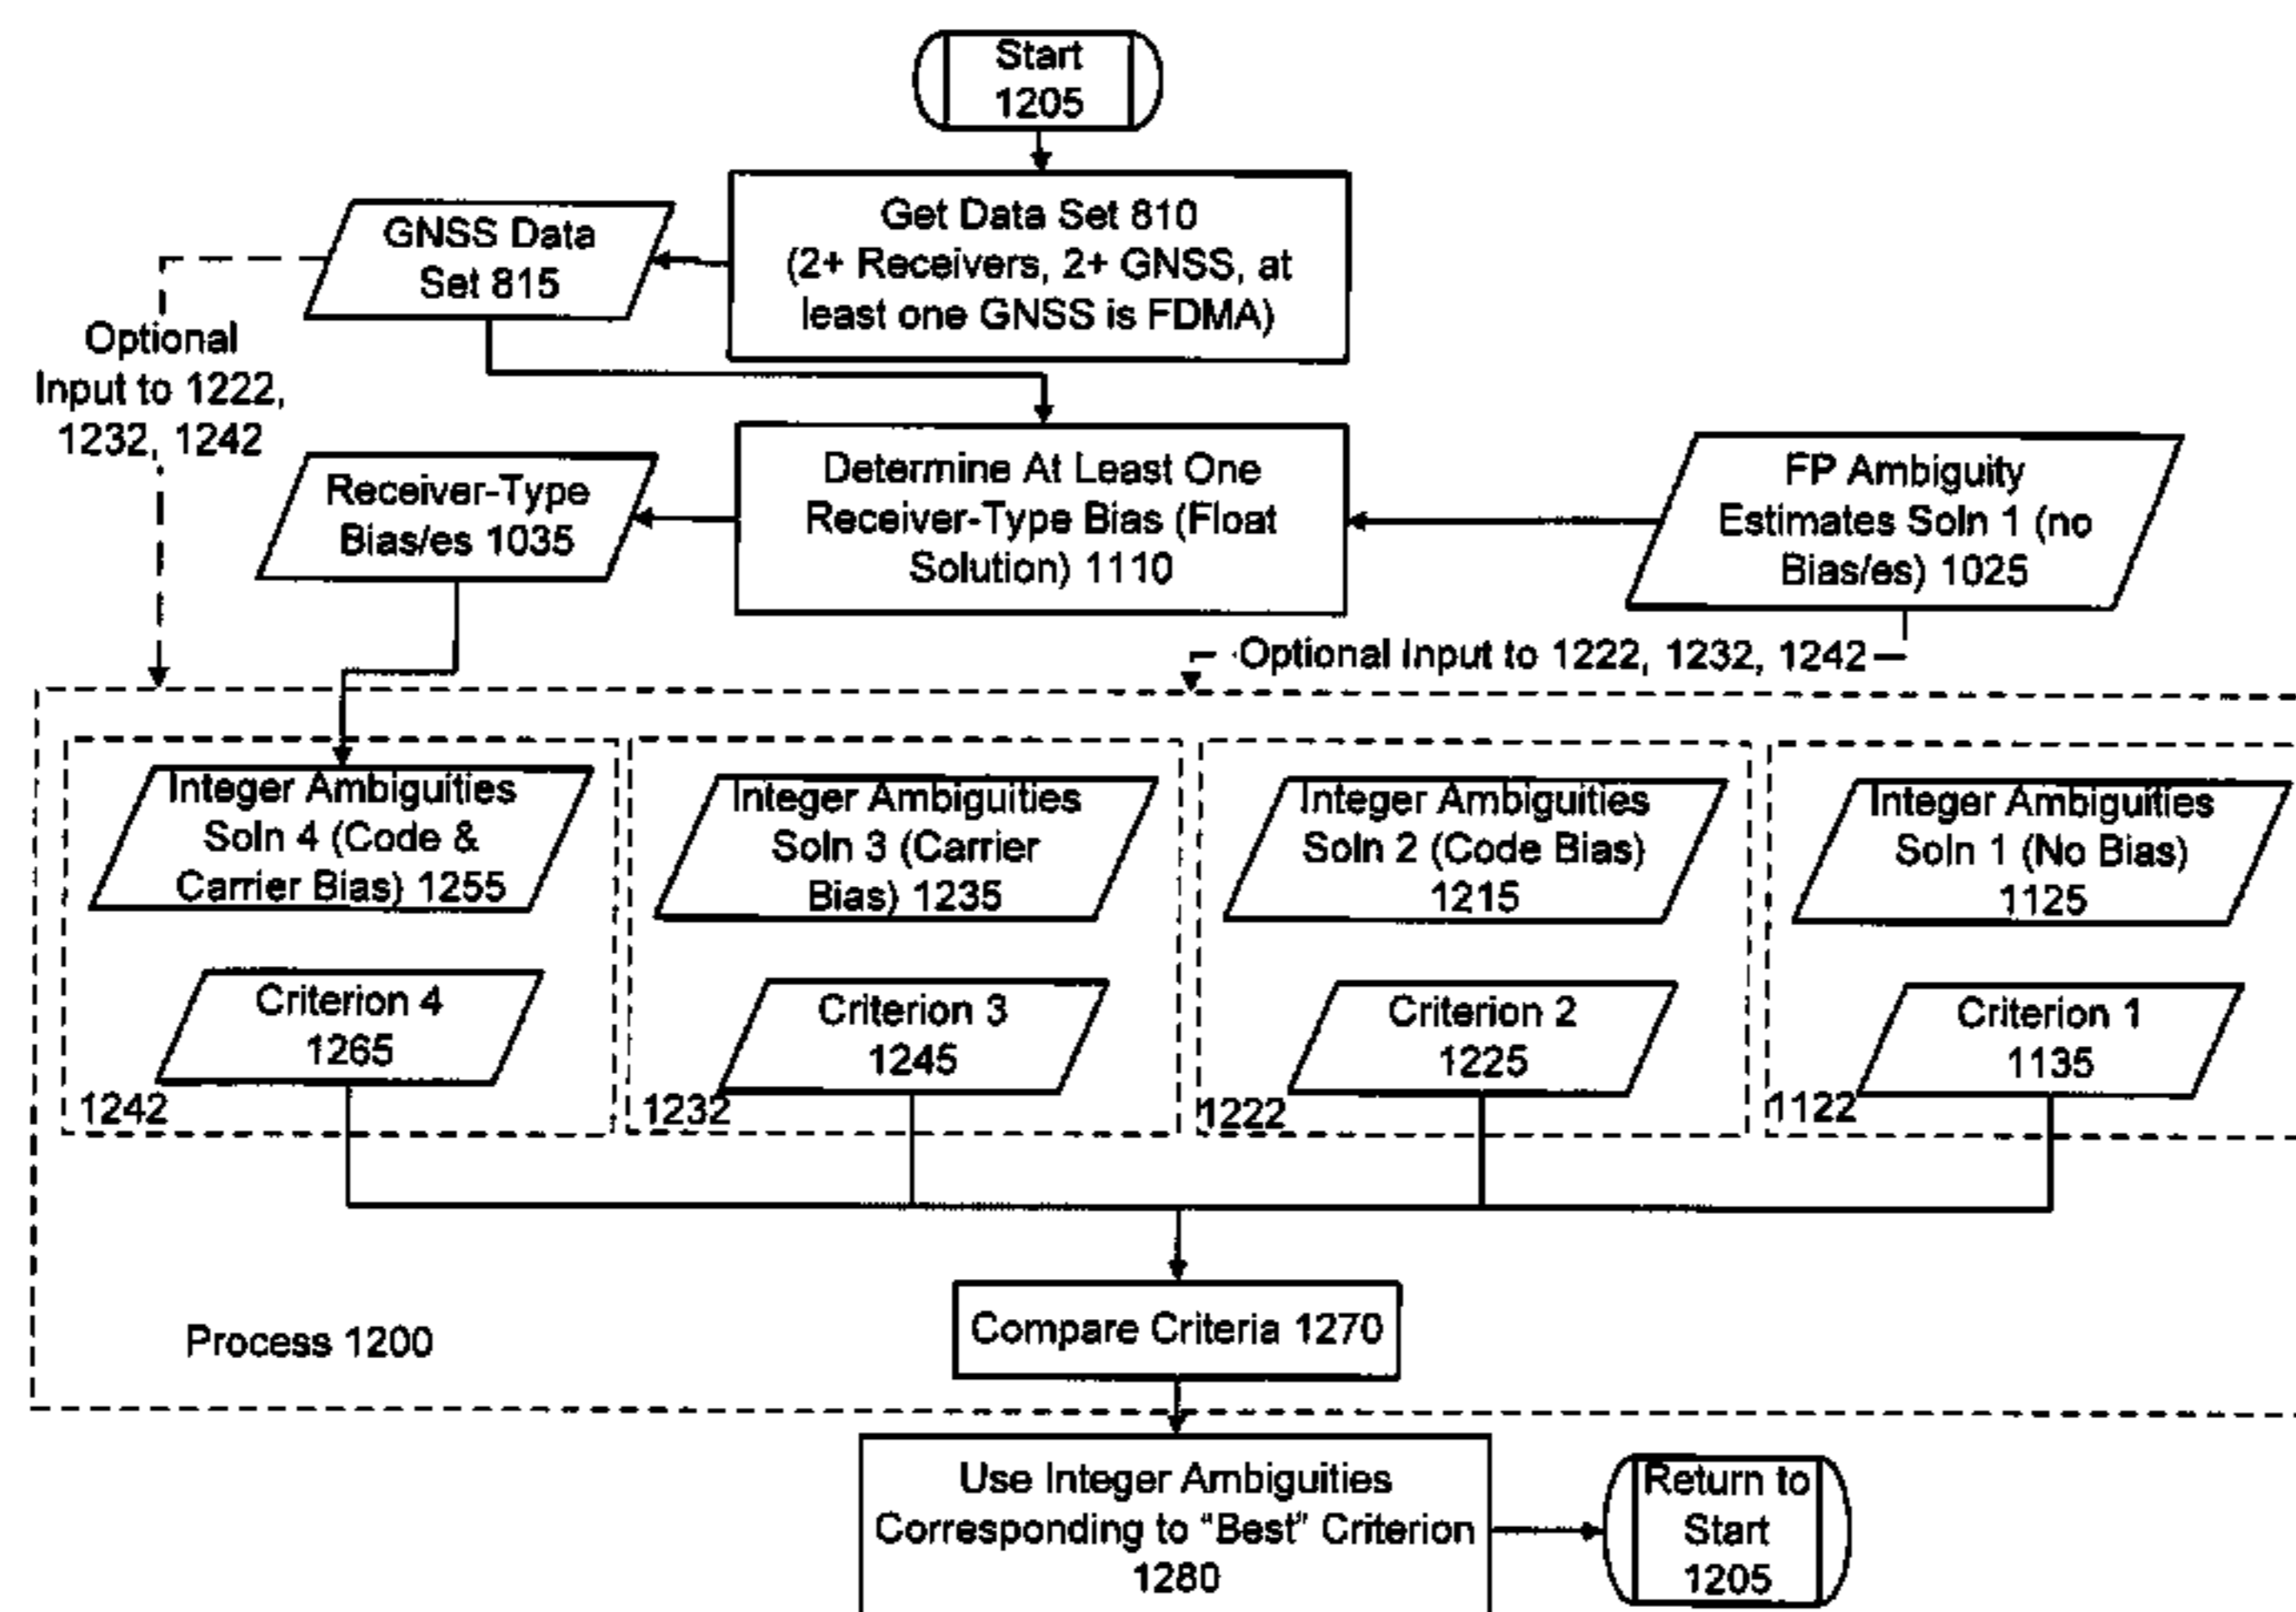 Start
1205
Get Data Set 810
(2+ Receivers, 2+ GNSS, at
least one GNSS is FDMA)
GNSS Data
Set 815
Optional
Input to 1222,
1232, 1242
Determine At Least One
Receiver-Type Bias (Float
Solution) 1110
Receiver-Type
Bias/es 1035
FP Ambiguity
Estimates Soln 1 (no
Bias/es) 1025
Optional Input to 1222, 1232, 1242
Integer Ambiguities
Soln 4 (Code &
Carrier Bias) 1255
Criterion 4
1265
1242
Integer Ambiguities
Soln 3 (Carrier
Bias) 1235
Criterion 3
1245
1232
Integer Ambiguities
Soln 2 (Code Bias)
1215
Criterion 2
1225
1222
Integer Ambiguities
Soln 1 (No Bias)
1125
Criterion 1
1135
1122
Compare Criteria 1270
Process 1200
Use Integer Ambiguities
Corresponding to “Best” Criterion
1280
Return to
Start
1205